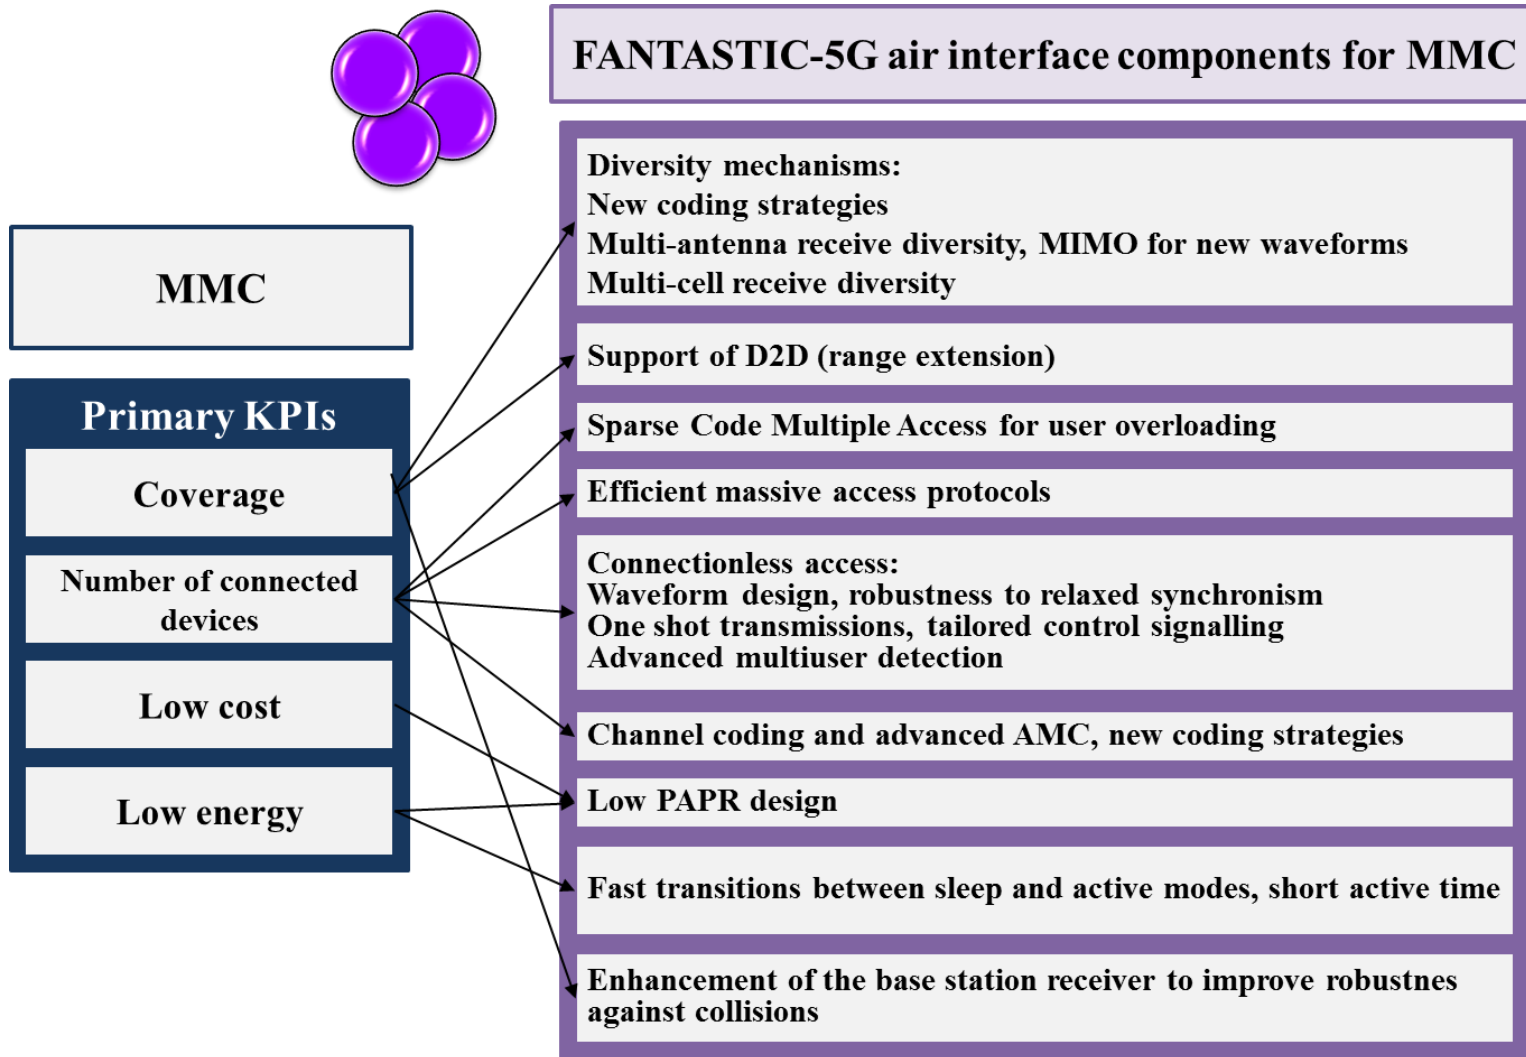 FANTASTIC-5G air interface components for MMC
MMC
Primary KPIs
Coverage
Number of connected
devices
Low cost
Low energy
Diversity mechanisms:
New coding strategies
Multi-antenna receive diversity, MIMO for new waveforms
Multi-cell receive diversity
Support of D2D (range extension)
Sparse Code Multiple Access for user overloading
Efficient massive access protocols
Connectionless access:
Waveform design, robustness to relaxed synchronism
One shot transmissions, tailored control signalling
Advanced multiuser detection
Channel coding and advanced AMC, new coding strategies
Low PAPR design
Fast transitions between sleep and active modes, short active time
Enhancement of the base station receiver to improve robustnes
against collisions